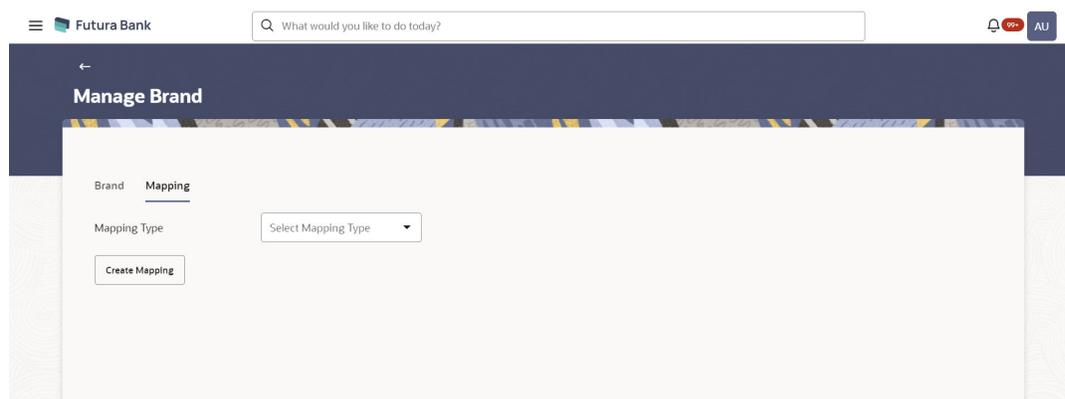 Futura Bank
What would you like to do today?
99+
AU
Manage Brand
Brand
Mapping
Mapping Type
Select Mapping Type
Create Mapping